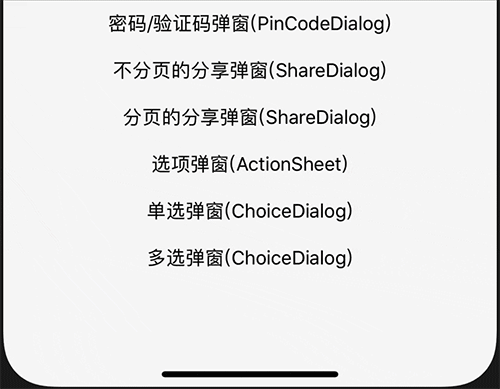 密码/验证码弹窗(PinCodeDialog)
不分页的分享弹窗(ShareDialog)
分页的分享弹窗(ShareDialog)
选项弹窗(ActionSheet)
单选弹窗(ChoiceDialog)
多选弹窗(ChoiceDialog)